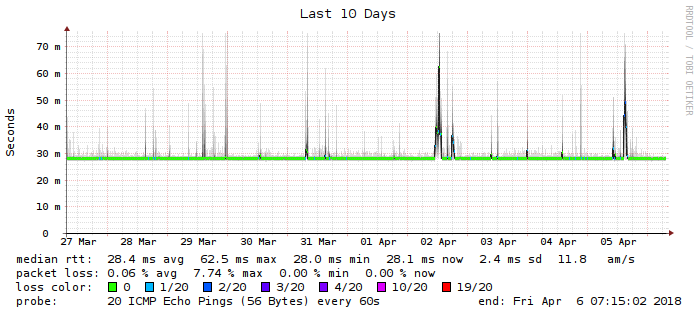 Last 10 Days
RRDTOOL / TOBI OETIKER
Seconds
70 m
60 m
50 m
40 m
30 m
20 m
10 m
0
27 Mar 28 Mar 29 Mar 30 Mar 31 Mar 01 Apr 02 Apr 03 Apr 04 Apr 05 Apr
median rtt: 28.4 ms avg 62.5 ms max 28.0 ms min 28.1 ms now 2.4 ms sd 11.8 am/s
packet loss: 0.06 % avg 7.74 % max 0.00 % min 0.00 % now
loss color: 0 1/20 2/20 3/20 4/20 10/20 19/20
probe: 20 ICMP Echo Pings (56 Bytes) every 60s end: Fri Apr 6 07:15:02 2018